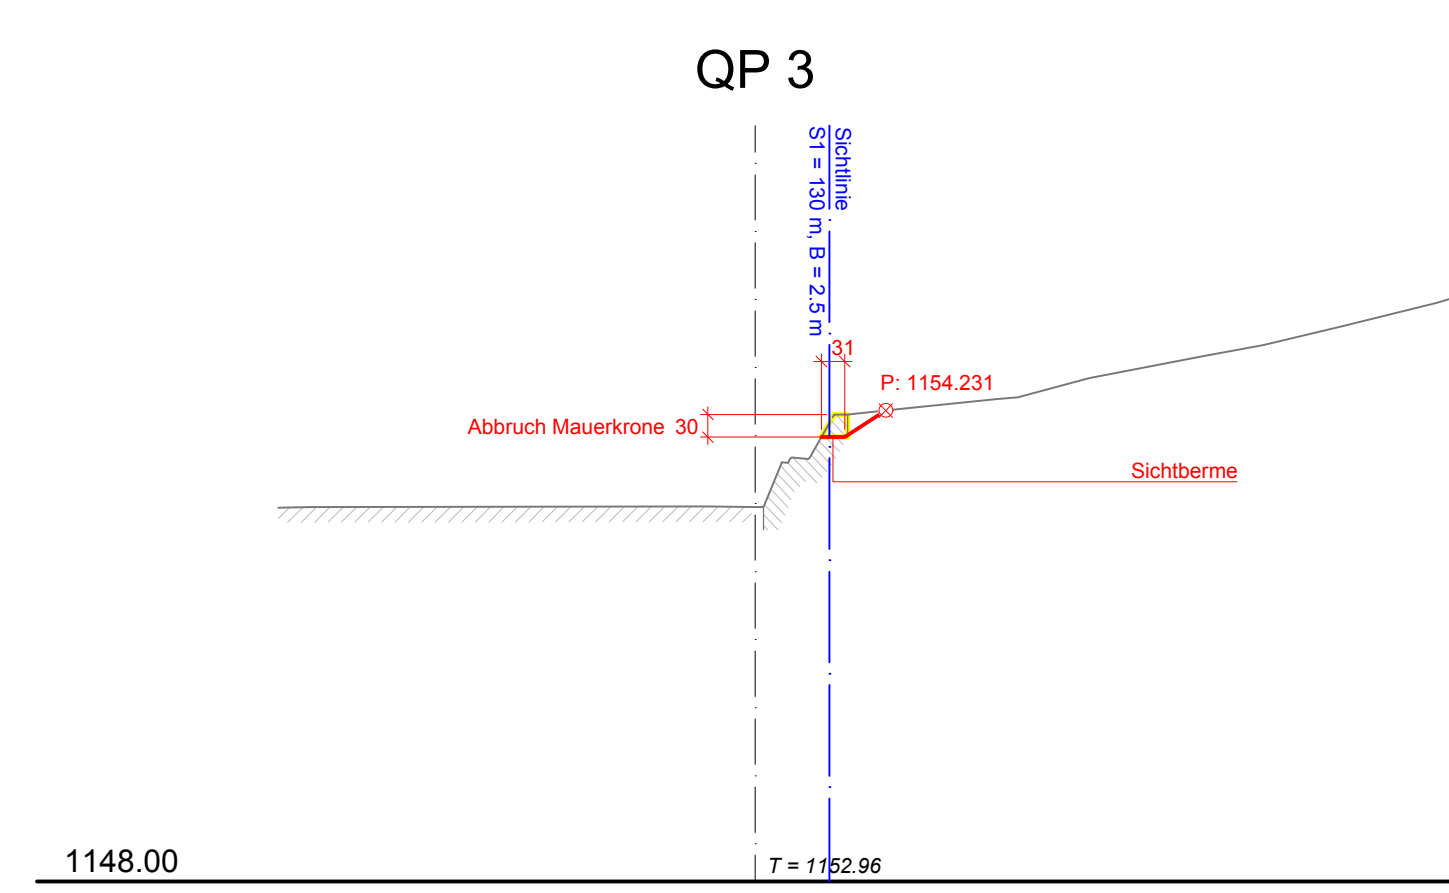 QP 3
Sichtlinie
S1 = 130 m, B = 2.5 m
31
P: 1154.231
Abbruch Mauerkrone 30
Sichtberme
1148.00
T = 1152.96